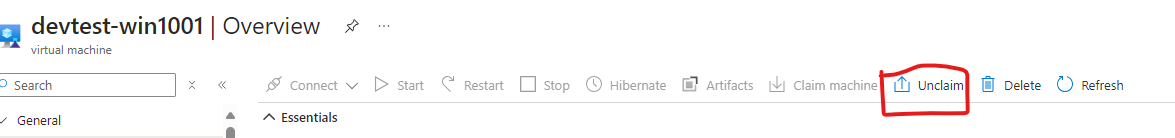 devtest-win1001 | Overview
virtual machine
Search
Connect Start Restart Stop Hibernate Artifacts Claim machine Unclaim Delete Refresh
General
Essentials